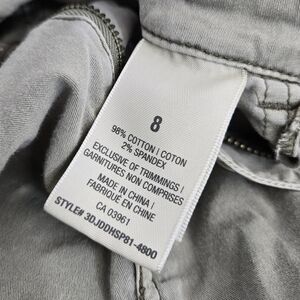 8
98% COTTON / COTON
2% SPANDEX
EXCLUSIVE OF TRIMMINGS /
GARNITURES NON COMPRISES
MADE IN CHINA /
FABRIQUÉ EN CHINE
CA 03961
STYLE# 3DJDDHSP81-4800